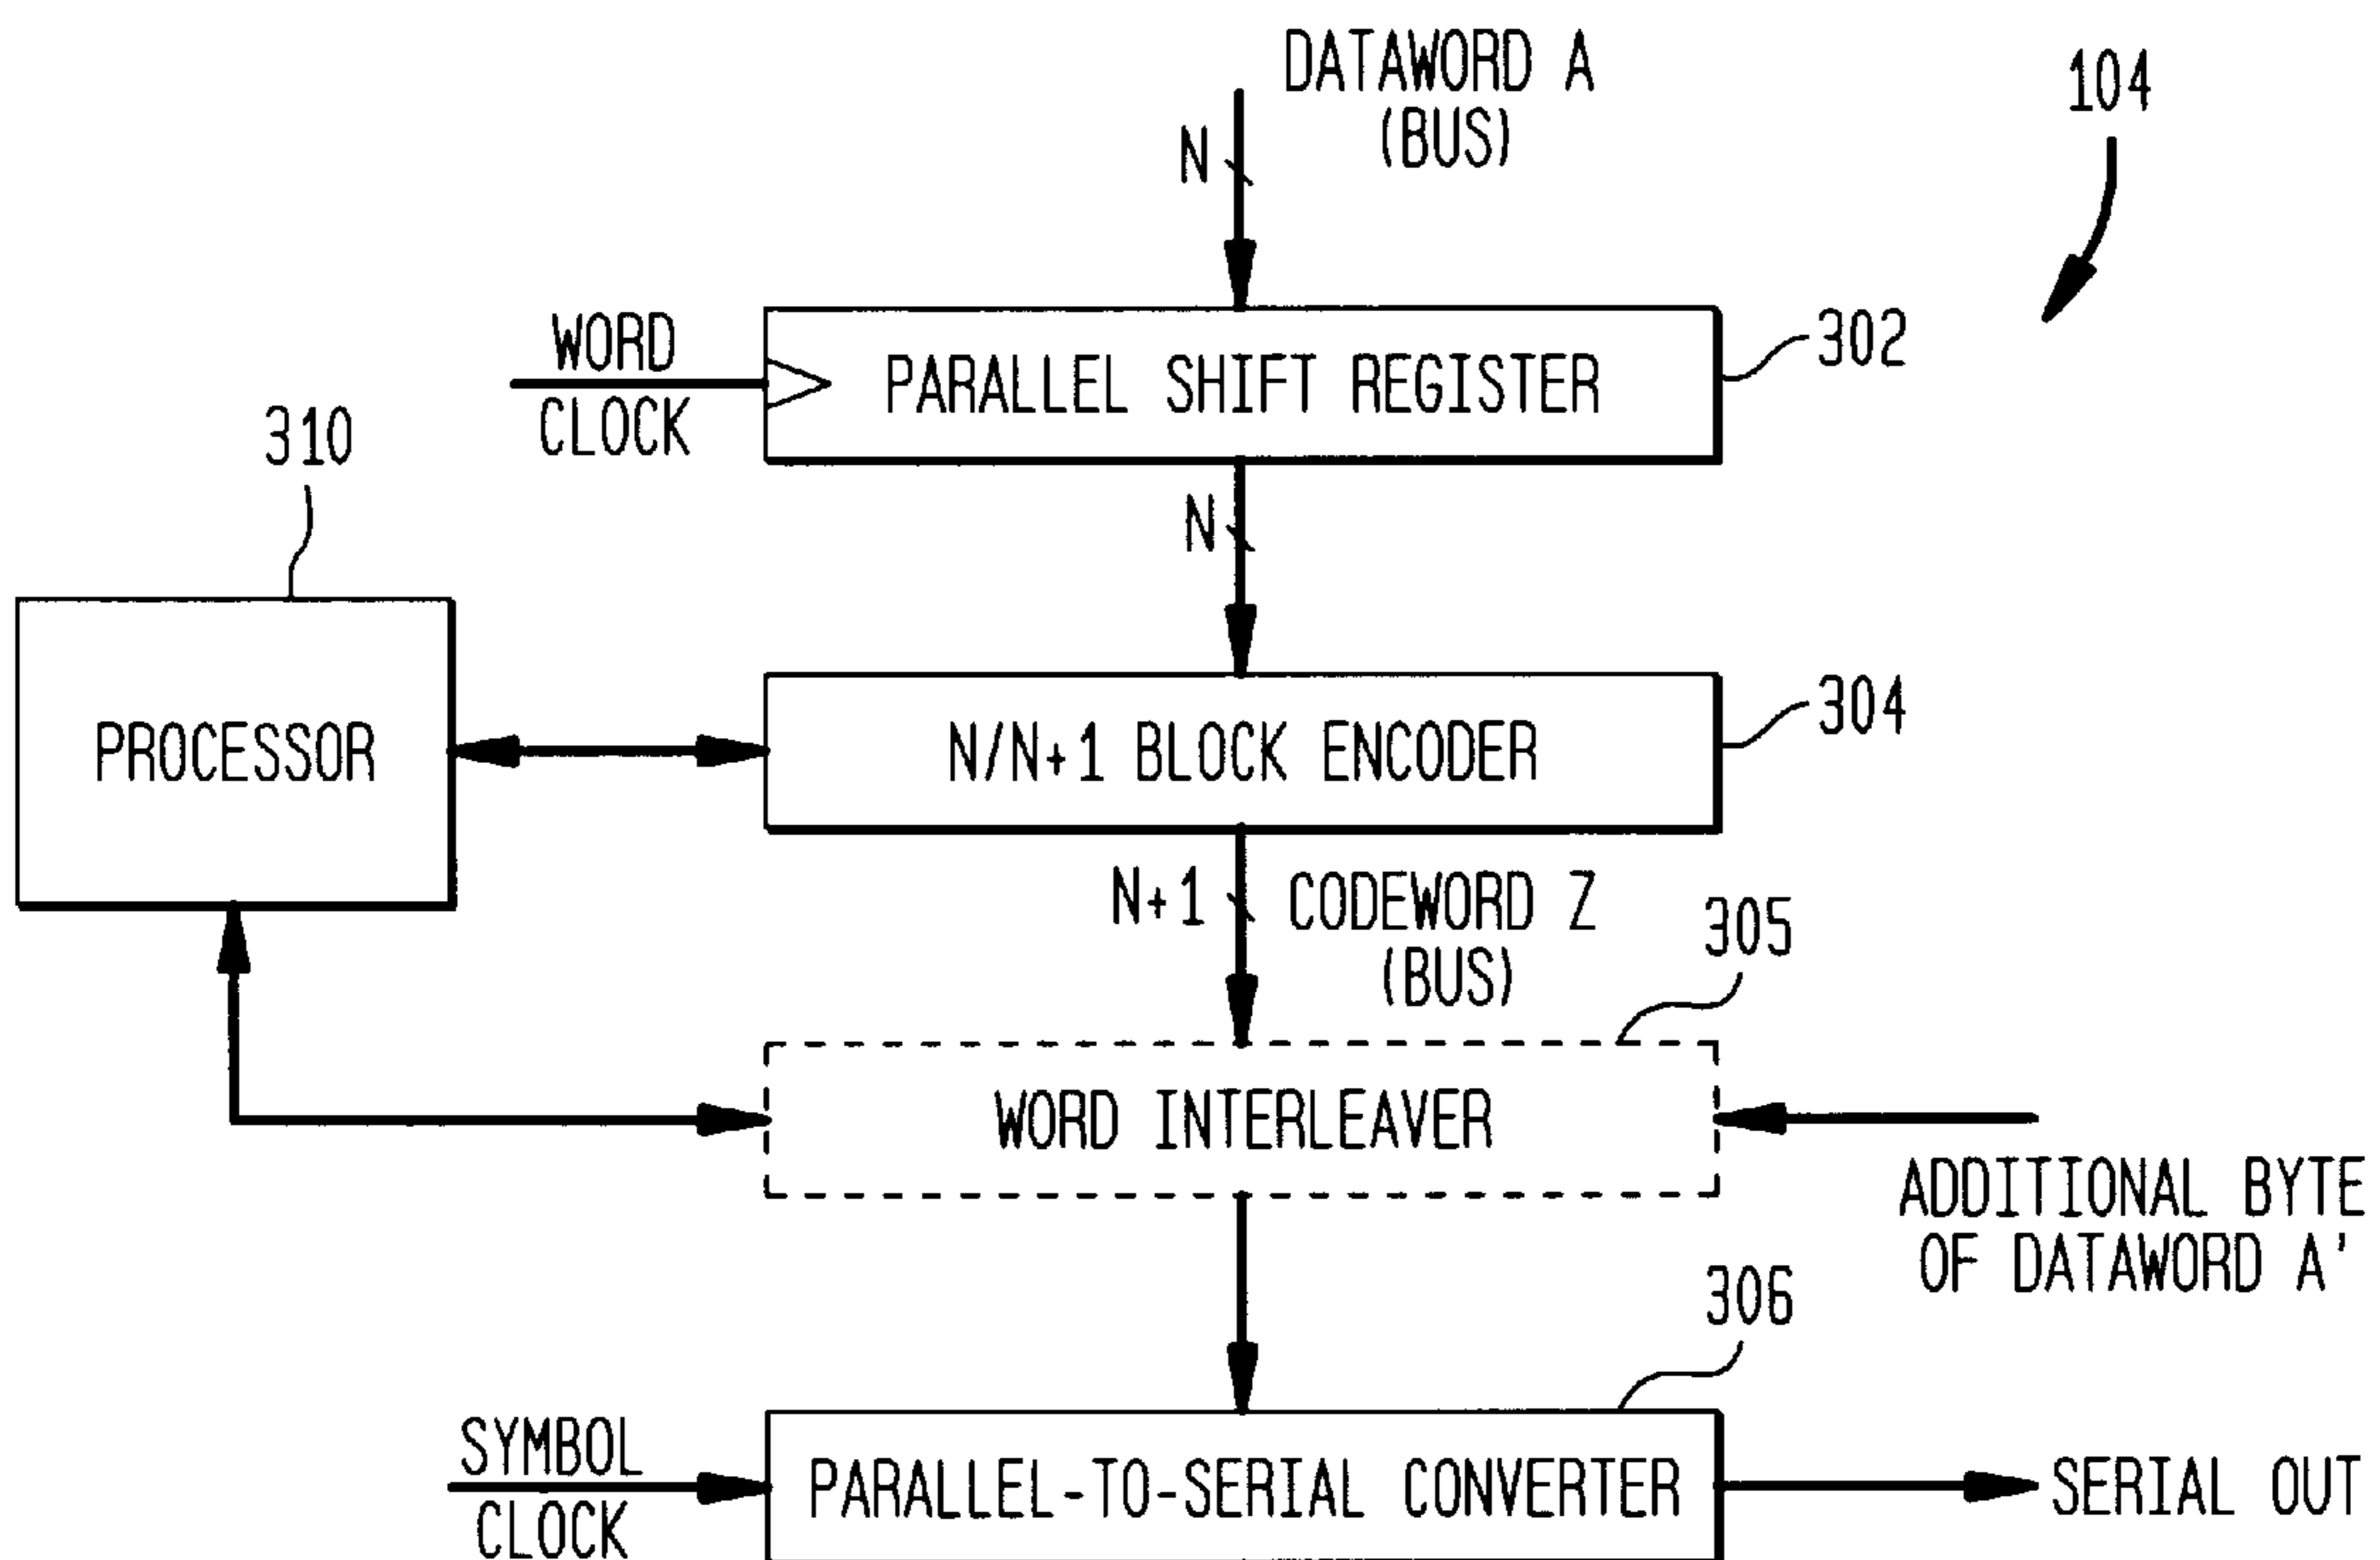 DATAWORD A
(BUS)
104
N
WORD
CLOCK
PARALLEL SHIFT REGISTER
302
310
N
PROCESSOR
N/N+1 BLOCK ENCODER
304
N+1
CODEWORD Z
(BUS)
305
WORD INTERLEAVER
ADDITIONAL BYTE
OF DATAWORD A'
306
SYMBOL
CLOCK
PARALLEL-TO-SERIAL CONVERTER
SERIAL OUT